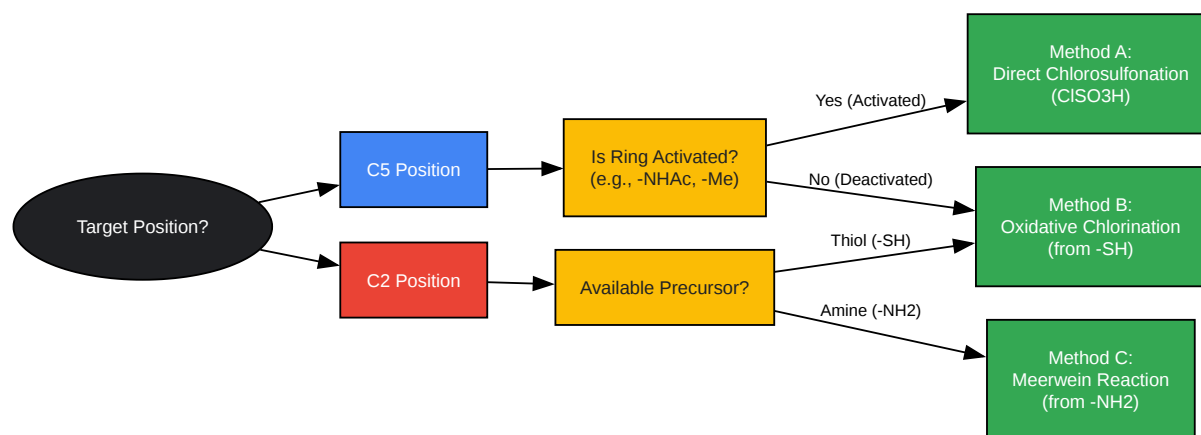 Target Position?
C5 Position
C2 Position
Is Ring Activated?
(e.g., -NHAc, -Me)
Available Precursor?
Yes (Activated)
No (Deactivated)
Thiol (-SH)
Amine (-NH2)
Method A:
Direct Chlorosulfonation
(ClSO3H)
Method B:
Oxidative Chlorination
(from -SH)
Method C:
Meerwein Reaction
(from -NH2)